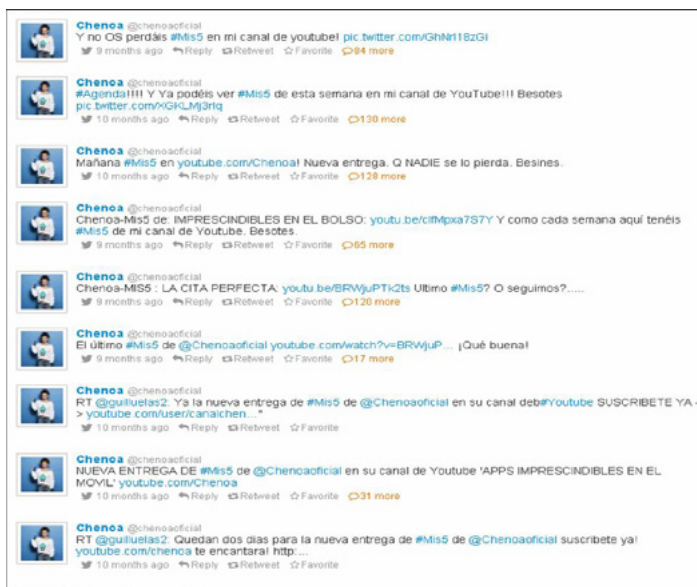 Chenoa @chenoaoficial
Y no OS perdáis #Mis5 en mi canal de youtube! pic.twitter.com/GhNrI18zGI
9 months ago Reply Retweet Favorite 84 more
Chenoa @chenoaoficial
#Agenda!!!! Y Ya podéis ver #Mis5 de esta semana en mi canal de YouTube!!! Besotes
pic.twitter.com/XGKLMj3rIq
10 months ago Reply Retweet Favorite 130 more
Chenoa @chenoaoficial
Mañana #Mis5 en youtube.com/Chenoa! Nueva entrega. Q NADIE se lo pierda. Besines.
10 months ago Reply Retweet Favorite 128 more
Chenoa @chenoaoficial
Chenoa-Mis5 de: IMPRESCINDIBLES EN EL BOLSO: youtu.be/clfMpxa7S7Y Y como cada semana aquí tenéis
#Mis5 de mi canal de Youtube. Besotes.
9 months ago Reply Retweet Favorite 65 more
Chenoa @chenoaoficial
Chenoa-MIS5 : LA CITA PERFECTA: youtu.be/BRWjuPTk2ts Ultimo #Mis5? O seguimos?.....
9 months ago Reply Retweet Favorite 120 more
Chenoa @chenoaoficial
El último #Mis5 de @Chenoaoficial youtube.com/watch?v=BRWjuP... ¡Qué buena!
9 months ago Reply Retweet Favorite 17 more
Chenoa @chenoaoficial
RT @guilluelas2: Ya la nueva entrega de #Mis5 de @Chenoaoficial en su canal deb#Youtube SUSCRIBETE YA -
> youtube.com/user/canalchen..."
10 months ago Reply Retweet Favorite
Chenoa @chenoaoficial
NUEVA ENTREGA DE #Mis5 de @Chenoaoficial en su canal de Youtube 'APPS IMPRESCINDIBLES EN EL
MOVIL' youtube.com/Chenoa
10 months ago Reply Retweet Favorite 31 more
Chenoa @chenoaoficial
RT @guilluelas2: Quedan dos dias para la nueva entrega de #Mis5 de @Chenoaoficial suscribete ya!
youtube.com/chenoa te encantara! http:...
10 months ago Reply Retweet Favorite